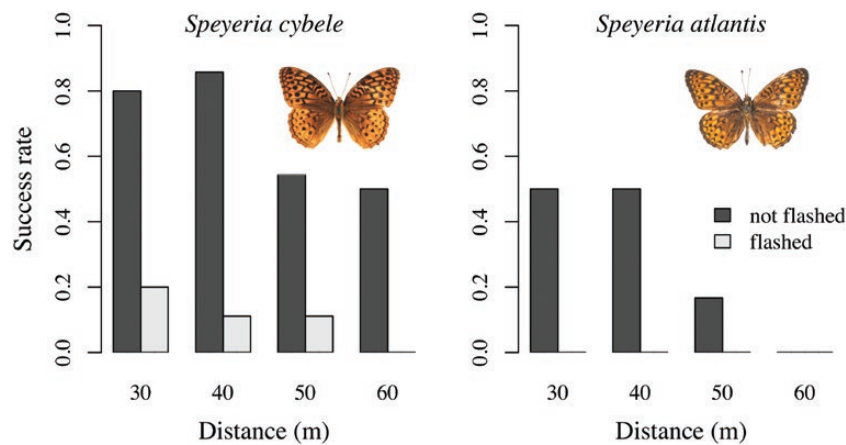 Speyeria cybele
Success rate
1.0
0.8
0.6
0.4
0.2
0.0
30 40 50 60
Distance (m)
Speyeria atlantis
1.0
0.8
0.6
0.4
0.2
0.0
not flashed
flashed
30 40 50 60
Distance (m)